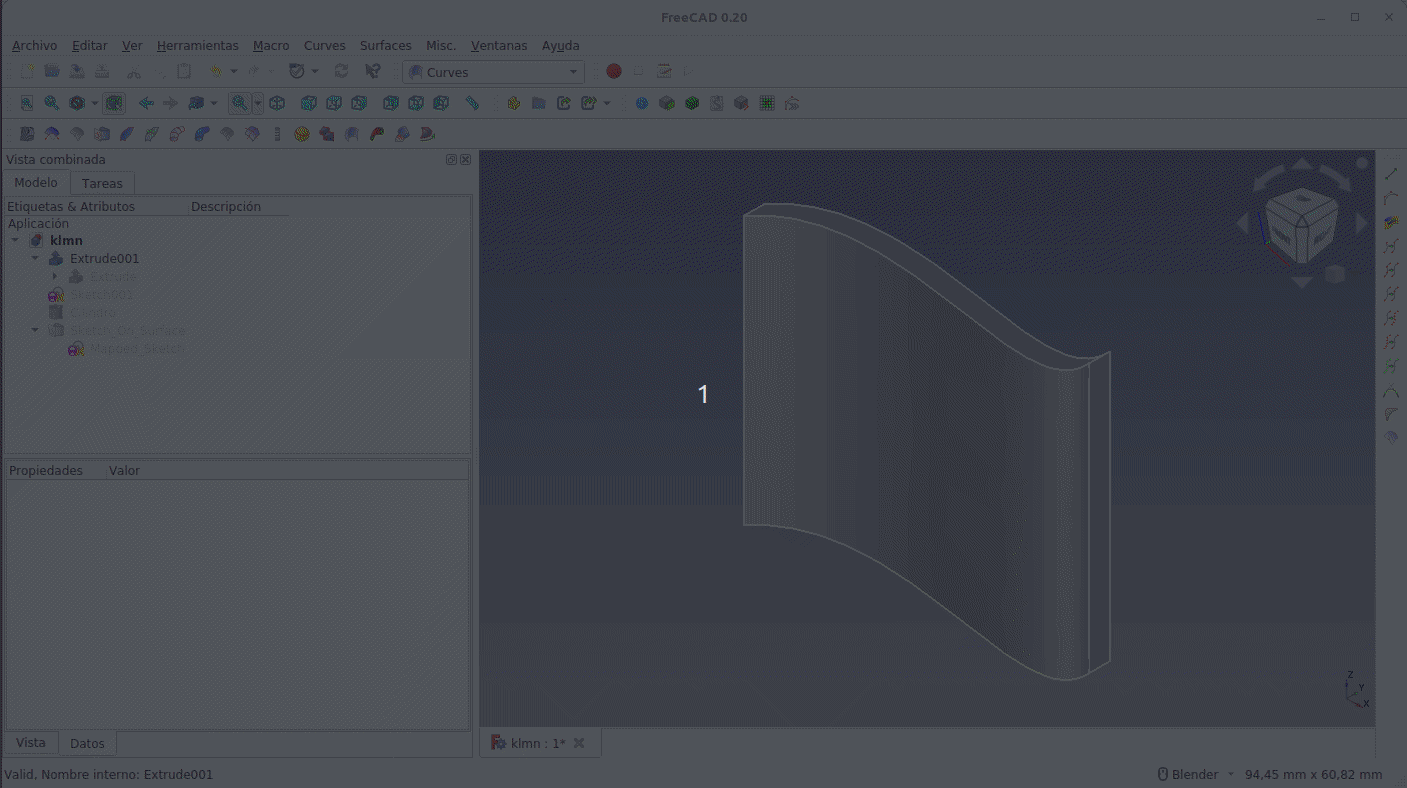 FreeCAD 0.20
Archivo Editar Ver Herramientas Macro Curves Surfaces Misc. Ventanas Ayuda
Curves
Vista combinada
Modelo Tareas
Etiquetas & Atributos Descripción
Aplicación
klmn
Extrude001
Extrude
Sketch001
Sketch_On_Surface
Mapped_Sketch
1
Propiedades Valor
Z
Y
X
Vista Datos
klmn : 1*
Valid, Nombre interno: Extrude001
Blender 94,45 mm x 60,82 mm